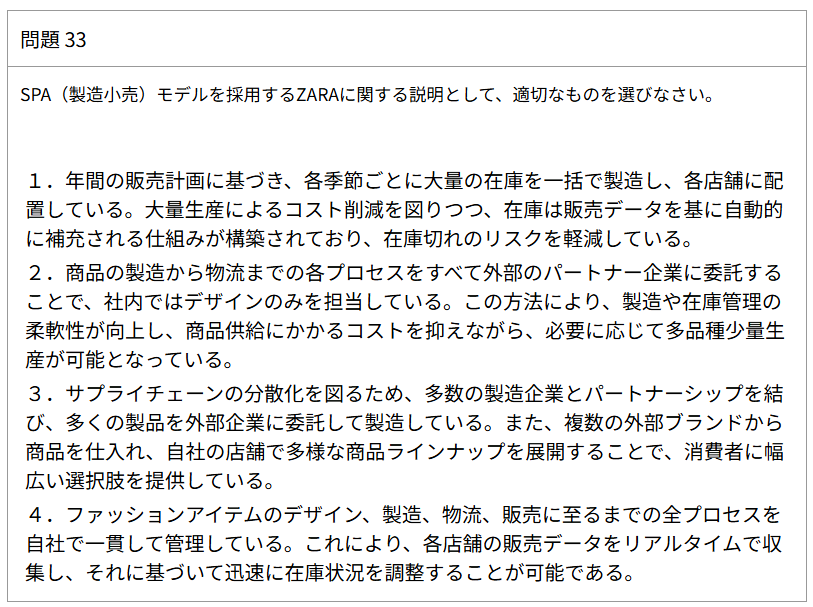 問題 33
SPA（製造小売）モデルを採用するZARAに関する説明として、適切なものを選びなさい。
１．年間の販売計画に基づき、各季節ごとに大量の在庫を一括で製造し、各店舗に配
置している。大量生産によるコスト削減を図りつつ、在庫は販売データを基に自動的
に補充される仕組みが構築されており、在庫切れのリスクを軽減している。
２．商品の製造から物流までの各プロセスをすべて外部のパートナー企業に委託する
ことで、社内ではデザインのみを担当している。この方法により、製造や在庫管理の
柔軟性が向上し、商品供給にかかるコストを抑えながら、必要に応じて多品種少量生
産が可能となっている。
３．サプライチェーンの分散化を図るため、多数の製造企業とパートナーシップを結
び、多くの製品を外部企業に委託して製造している。また、複数の外部ブランドから
商品を仕入れ、自社の店舗で多様な商品ラインナップを展開することで、消費者に幅
広い選択肢を提供している。
４．ファッションアイテムのデザイン、製造、物流、販売に至るまでの全プロセスを
自社で一貫して管理している。これにより、各店舗の販売データをリアルタイムで収
集し、それに基づいて迅速に在庫状況を調整することが可能である。